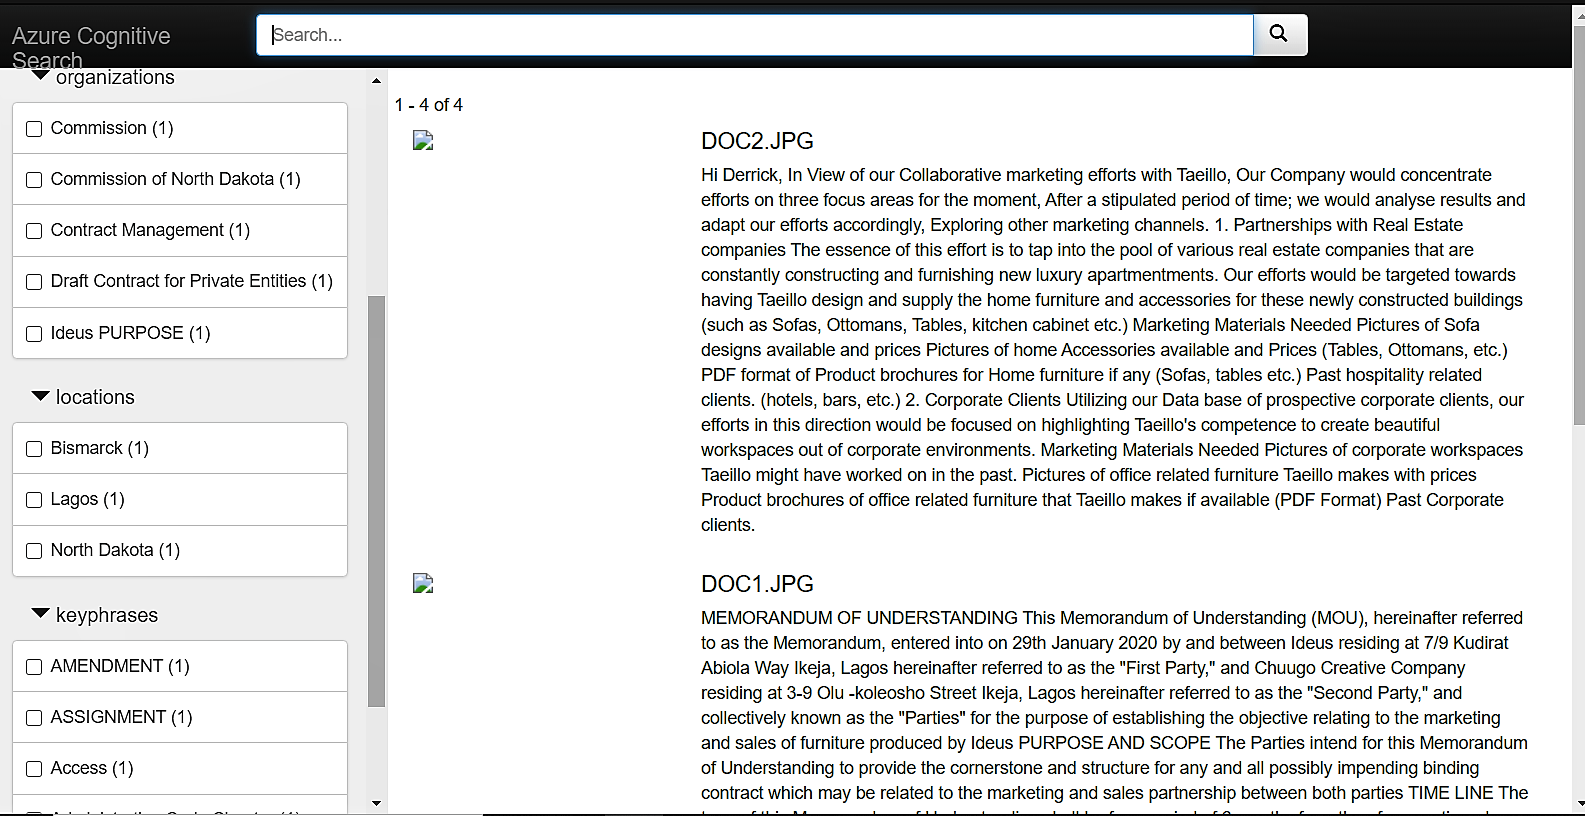 Azure Cognitive
Search
Search...
organizations
Commission (1)
Commission of North Dakota (1)
Contract Management (1)
Draft Contract for Private Entities (1)
Ideus PURPOSE (1)
locations
Bismarck (1)
Lagos (1)
North Dakota (1)
keyphrases
AMENDMENT (1)
ASSIGNMENT (1)
Access (1)
1 - 4 of 4
DOC2.JPG
Hi Derrick, In View of our Collaborative marketing efforts with Taeillo, Our Company would concentrate
efforts on three focus areas for the moment, After a stipulated period of time; we would analyse results and
adapt our efforts accordingly, Exploring other marketing channels. 1. Partnerships with Real Estate
companies The essence of this effort is to tap into the pool of various real estate companies that are
constantly constructing and furnishing new luxury apartmentments. Our efforts would be targeted towards
having Taeillo design and supply the home furniture and accessories for these newly constructed buildings
(such as Sofas, Ottomans, Tables, kitchen cabinet etc.) Marketing Materials Needed Pictures of Sofa
designs available and prices Pictures of home Accessories available and Prices (Tables, Ottomans, etc.)
PDF format of Product brochures for Home furniture if any (Sofas, tables etc.) Past hospitality related
clients. (hotels, bars, etc.) 2. Corporate Clients Utilizing our Data base of prospective corporate clients, our
efforts in this direction would be focused on highlighting Taeillo's competence to create beautiful
workspaces out of corporate environments. Marketing Materials Needed Pictures of corporate workspaces
Taeillo might have worked on in the past. Pictures of office related furniture Taeillo makes with prices
Product brochures of office related furniture that Taeillo makes if available (PDF Format) Past Corporate
clients.
DOC1.JPG
MEMORANDUM OF UNDERSTANDING This Memorandum of Understanding (MOU), hereinafter referred
to as the Memorandum, entered into on 29th January 2020 by and between Ideus residing at 7/9 Kudirat
Abiola Way Ikeja, Lagos hereinafter referred to as the "First Party," and Chuugo Creative Company
residing at 3-9 Olu -koleosho Street Ikeja, Lagos hereinafter referred to as the "Second Party," and
collectively known as the "Parties" for the purpose of establishing the objective relating to the marketing
and sales of furniture produced by Ideus PURPOSE AND SCOPE The Parties intend for this Memorandum
of Understanding to provide the cornerstone and structure for any and all possibly impending binding
contract which may be related to the marketing and sales partnership between both parties TIME LINE The